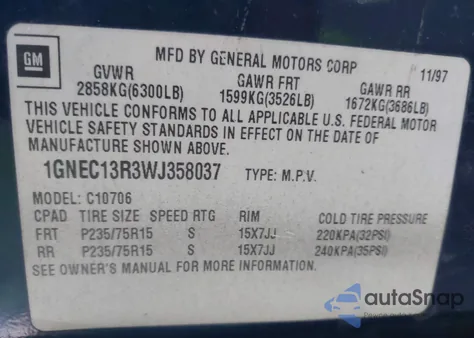 GM
MFD BY GENERAL MOTORS CORP 11/97
GVWR GAWR FRT GAWR RR
2858KG(6300LB) 1599KG(3526LB) 1672KG(3686LB)
THIS VEHICLE CONFORMS TO ALL APPLICABLE U.S. FEDERAL MOTOR
VEHICLE SAFETY STANDARDS IN EFFECT ON THE DATE OF
MANUFACTURE SHOWN ABOVE.
1GNEC13R3WJ358037 TYPE: M.P.V.
MODEL: C10706
CPAD TIRE SIZE SPEED RTG RIM COLD TIRE PRESSURE
FRT P235/75R15 S 15X7JJ 220KPA(32PSI)
RR P235/75R15 S 15X7JJ 240KPA(35PSI)
SEE OWNER'S MANUAL FOR MORE INFORMATION.
autoSnap